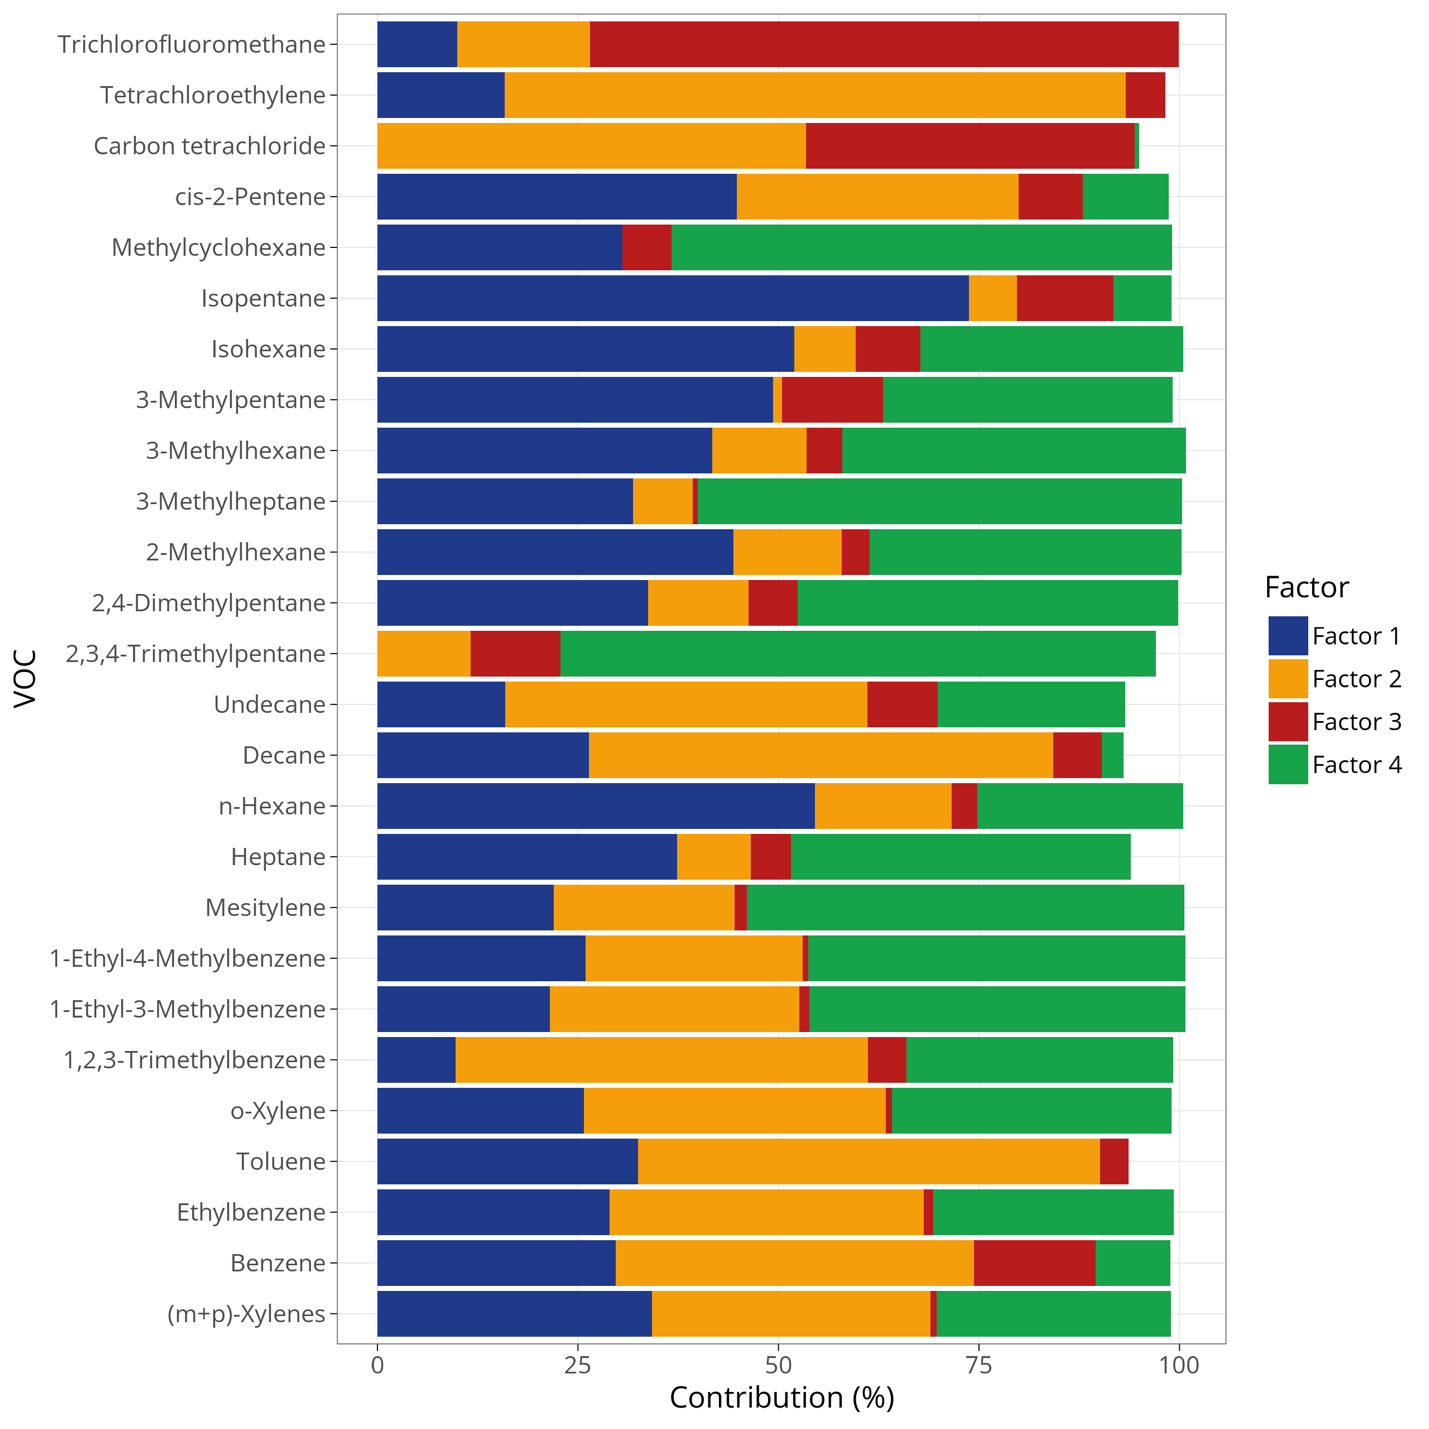 Trichlorofluoromethane
Tetrachloroethylene
Carbon tetrachloride
cis-2-Pentene
Methylcyclohexane
Isopentane
Isohexane
3-Methylpentane
3-Methylhexane
3-Methylheptane
2-Methylhexane
2,4-Dimethylpentane
2,3,4-Trimethylpentane
Undecane
Decane
n-Hexane
Heptane
Mesitylene
1-Ethyl-4-Methylbenzene
1-Ethyl-3-Methylbenzene
1,2,3-Trimethylbenzene
o-Xylene
Toluene
Ethylbenzene
Benzene
(m+p)-Xylenes
VOC
0 25 50 75 100
Contribution (%)
Factor
Factor 1
Factor 2
Factor 3
Factor 4